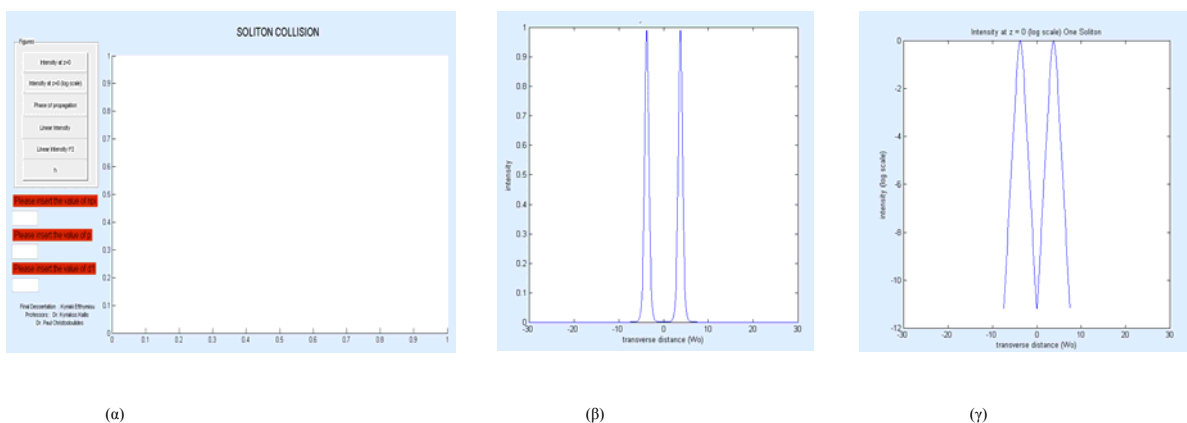 SOLITON COLLISION
Figures
Intensity at z=0
Intensity at z=0 (log scale)
Phase of propagation
Linear Intensity
Linear Intensity t^2
Please insert the value of
Please insert the value of
Please insert the value of
Final Dessertation
Professors: Dr. Kyriakos Kalli
Dr. Paul Christodoulides
1
0.9
0.8
0.7
0.6
0.5
0.4
0.3
0.2
0.1
0
0 0.1 0.2 0.3 0.4 0.5 0.6 0.7 0.8 0.9 1
1
0.9
0.8
0.7
0.6
0.5
0.4
0.3
0.2
0.1
0
intensity
-30 -20 -10 0 10 20 30
transverse distance (Wo)
Intensity at z = 0 (log scale) One Soliton
0
-2
-4
-6
-8
-10
-12
intensity (log scale)
-30 -20 -10 0 10 20 30
transverse distance (Wo)
(α) (β) (γ)